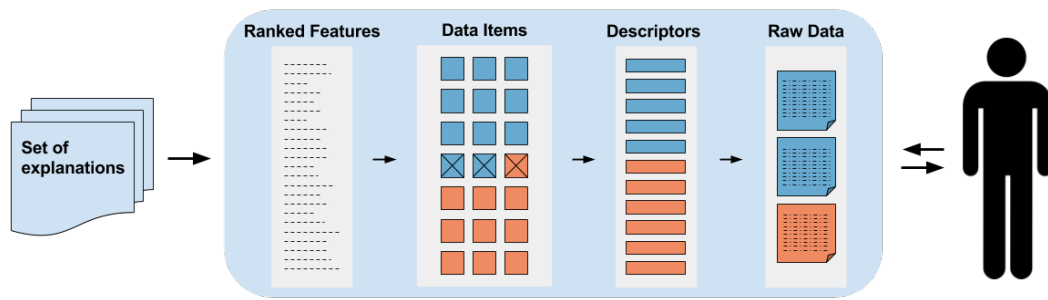 Ranked Features
Data Items
Descriptors
Raw Data
Set of
explanations